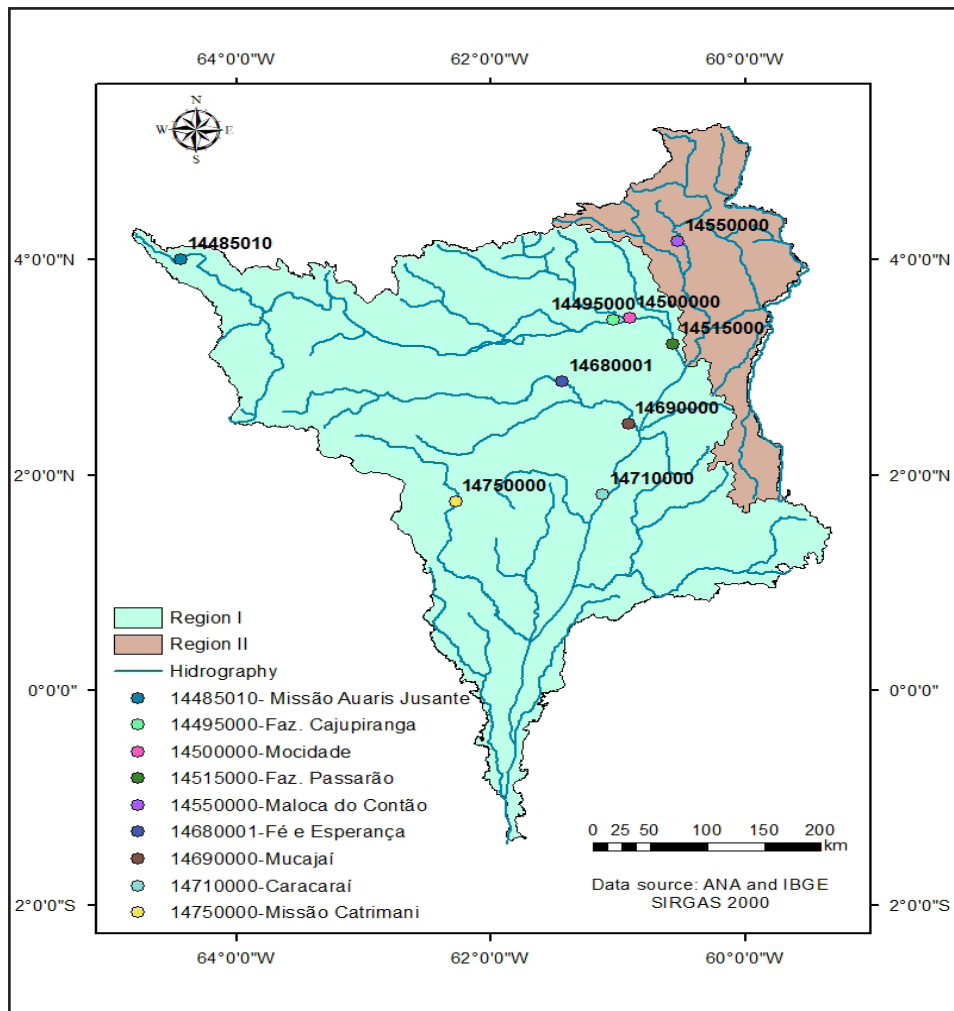 64°0'0"W 62°0'0"W 60°0'0"W
N
W E
S
14550000
14485010
4°0'0"N 4°0'0"N
14495000 14500000
14515000
14680001
14690000
2°0'0"N 2°0'0"N
14750000 14710000
Region I
Region II
Hidrography
0°0'0" 0°0'0"
14485010- Missão Auaris Jusante
14495000-Faz. Cajupiranga
14500000-Mocidade
14515000-Faz. Passarão
14550000-Maloca do Contão
14680001-Fé e Esperança
14690000-Mucajaí
14710000-Caracaraí
14750000-Missão Catrimani
0 25 50 100 150 200
km
Data source: ANA and IBGE
SIRGAS 2000
2°0'0"S 2°0'0"S
64°0'0"W 62°0'0"W 60°0'0"W